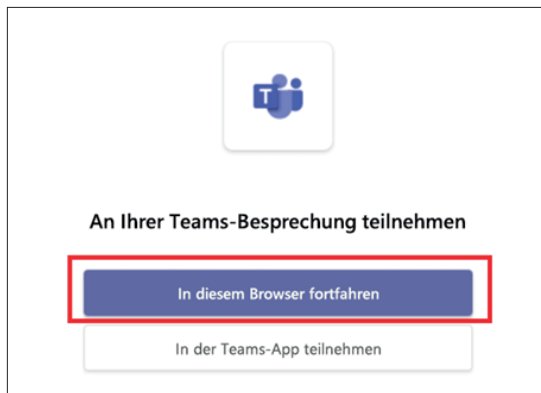 T
An Ihrer Teams-Besprechung teilnehmen
In diesem Browser fortfahren
In der Teams-App teilnehmen